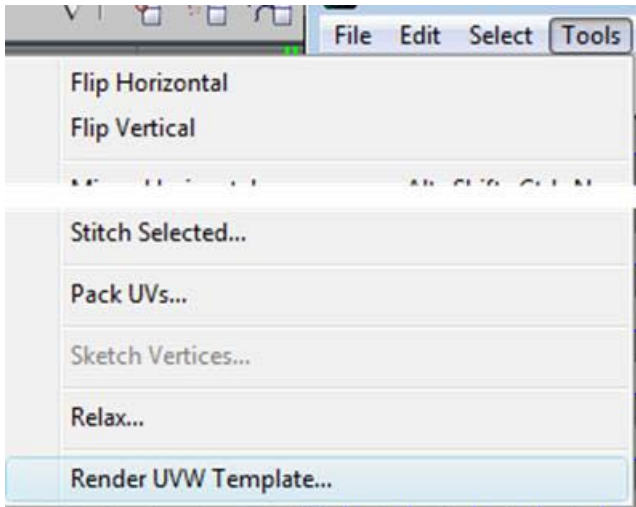 File Edit Select Tools
Flip Horizontal
Flip Vertical
Stitch Selected...
Pack UVs...
Sketch Vertices...
Relax...
Render UVW Template...